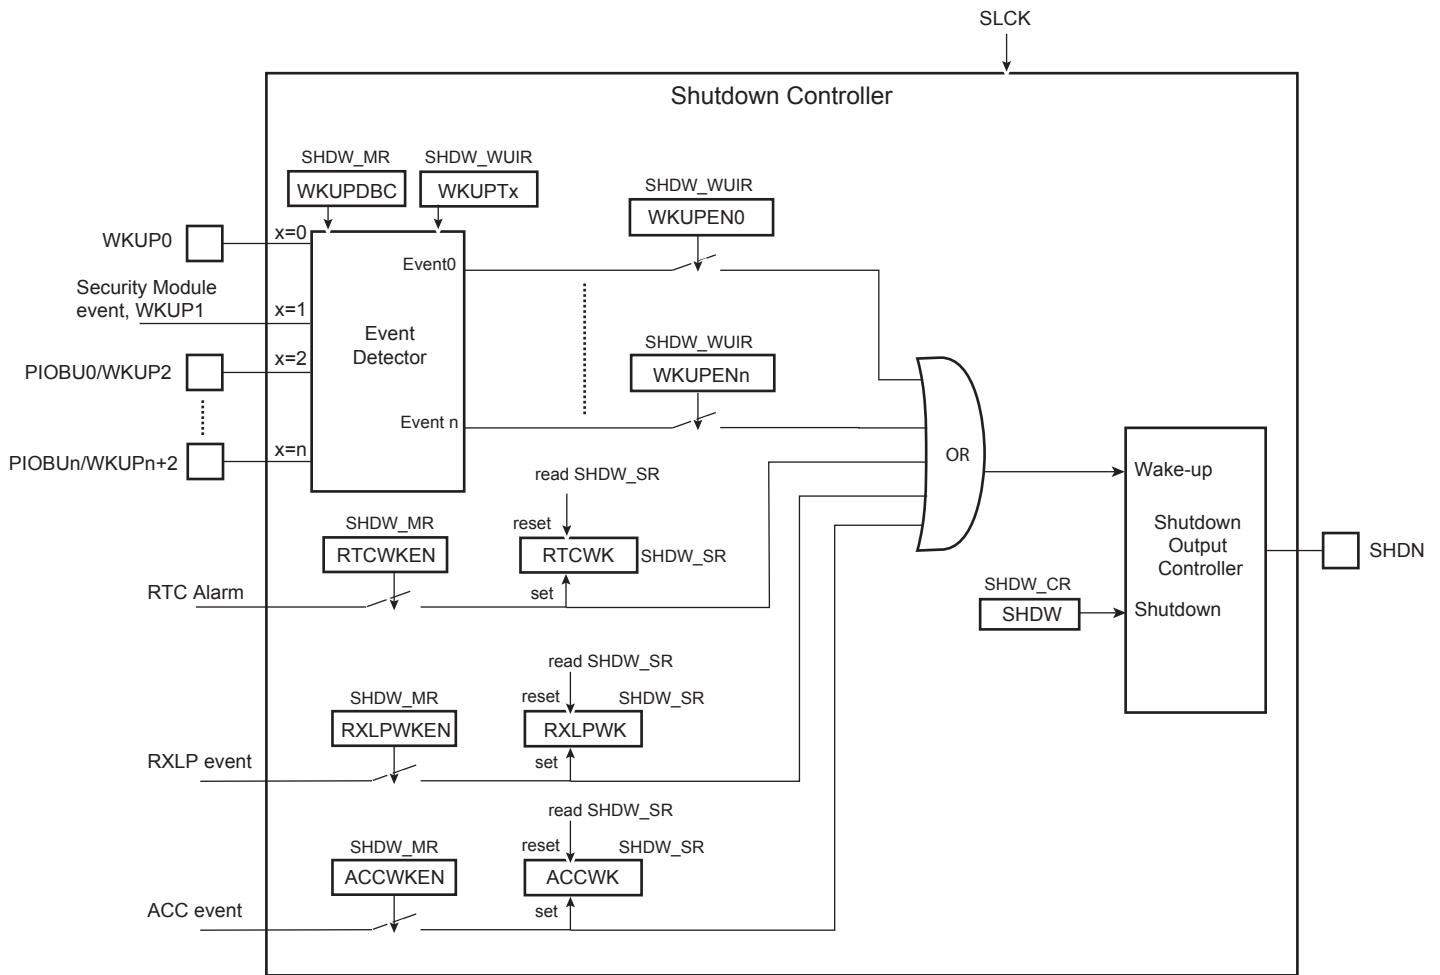 SLCK
Shutdown Controller
SHDW_MR
WKUPDBC
SHDW_WUIR
WKUPTx
SHDW_WUIR
WKUPEN0
WKUP0
x=0
Event0
Security Module
event, WKUP1
x=1
Event
Detector
PIOBU0/WKUP2
x=2
SHDW_WUIR
WKUPENn
Event n
PIOBUn/WKUPn+2
x=n
OR
Wake-up
Shutdown
Output
Controller
Shutdown
SHDN
SHDW_CR
SHDW
read SHDW_SR
reset
SHDW_MR
RTCWKEN
RTCWK
SHDW_SR
set
RTC Alarm
read SHDW_SR
reset
SHDW_SR
SHDW_MR
RXLPWKEN
RXLPWK
set
RXLP event
read SHDW_SR
reset
SHDW_SR
SHDW_MR
ACCWKEN
ACCWK
set
ACC event